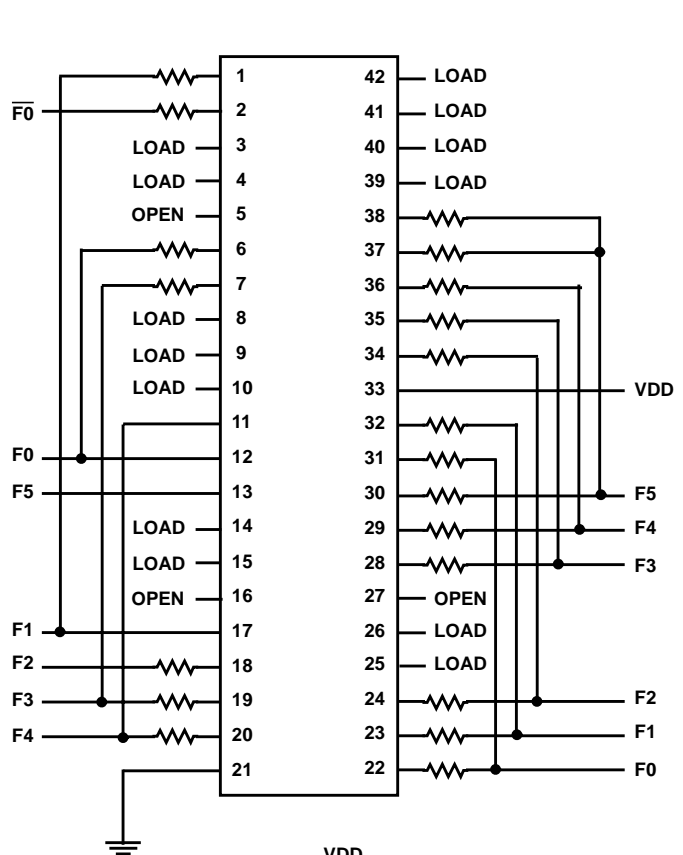 1 42 LOAD
F̅0̅ 2 41 LOAD
LOAD 3 40 LOAD
LOAD 4 39 LOAD
OPEN 5 38
6 37
7 36
LOAD 8 35
LOAD 9 34
LOAD 10 33 VDD
11 32
F0 12 31
F5 13 30 F5
LOAD 14 29 F4
LOAD 15 28 F3
OPEN 16 27 OPEN
F1 17 26 LOAD
F2 18 25 LOAD
F3 19 24 F2
F4 20 23 F1
21 22 F0
VDD